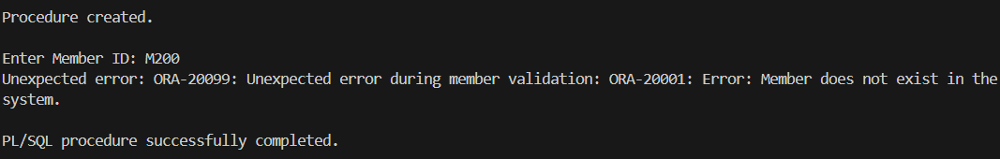 Procedure created.
Enter Member ID: M200
Unexpected error: ORA-20099: Unexpected error during member validation: ORA-20001: Error: Member does not exist in the
system.
PL/SQL procedure successfully completed.